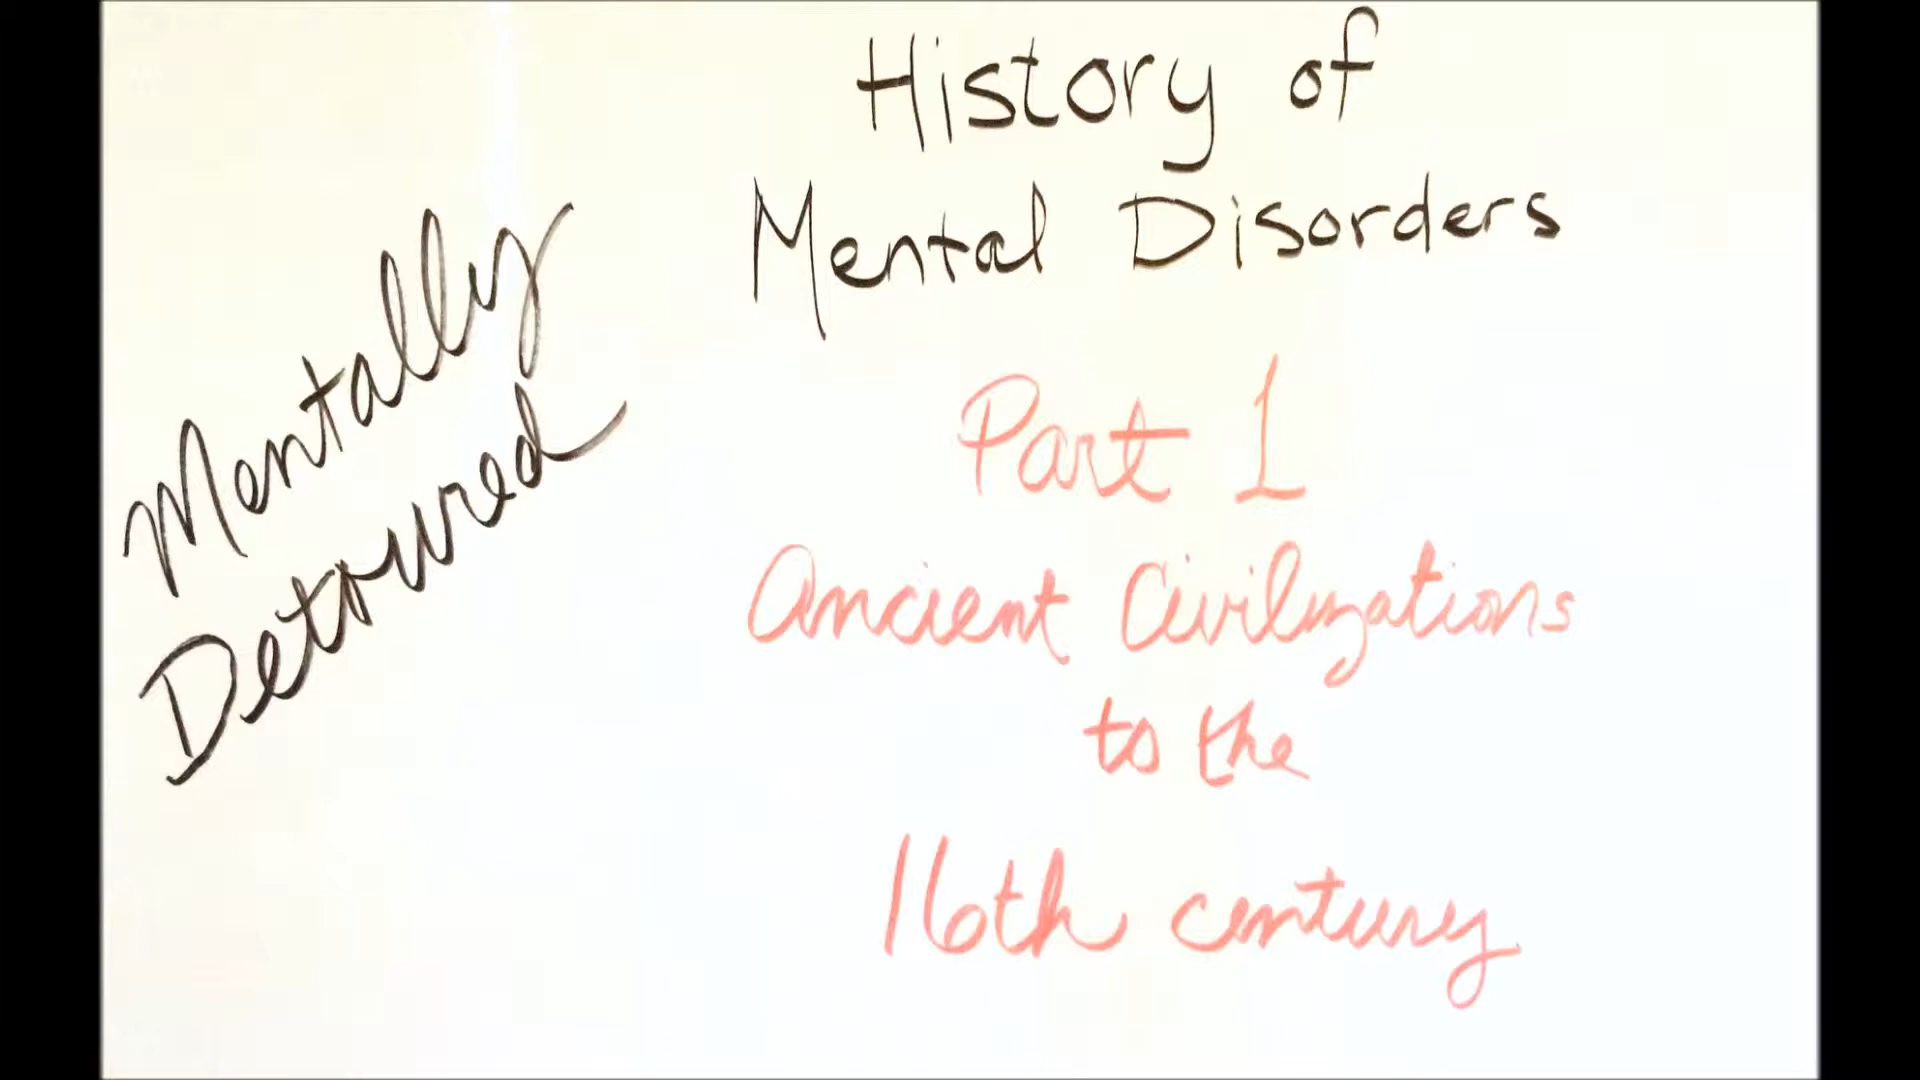 Mentally
Detoured
History of
Mental Disorders
Part 1
Ancient Civilizations
to the
16th century